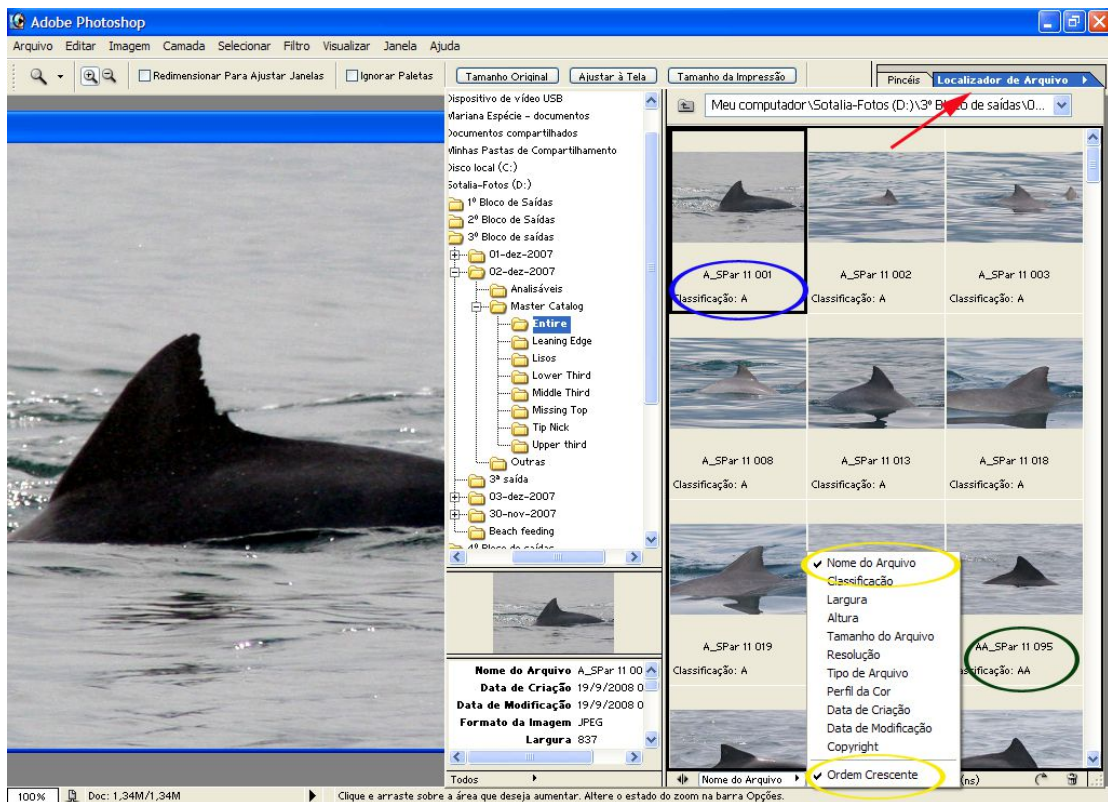 Adobe Photoshop
Arquivo Editar Imagem Camada Selecionar Filtro Visualizar Janela Ajuda
Redimensionar Para Ajustar Janelas Ignorar Paletas Tamanho Original Ajustar à Tela Tamanho da Impressão Pincéis Localizador de Arquivo
Meu computador\Sotalia-Fotos (D:)\3º Bloco de saídas\0...
Dispositivo de vídeo USB
Mariana Espécie - documentos
Documentos compartilhados
Minhas Pastas de Compartilhamento
Disco local (C:)
Sotalia-Fotos (D:)
1º Bloco de Saídas
2º Bloco de Saídas
3º Bloco de saídas
01-dez-2007
02-dez-2007
Analisáveis
Master Catalog
Entire
Leaning Edge
Lisos
Lower Third
Middle Third
Missing Top
Tip Nick
Upper third
Outras
3ª saída
03-dez-2007
30-nov-2007
Beach feeding
4º Bloco de saídas
Nome do Arquivo A_SPar 11 00
Data de Criação 19/9/2008 0
Data de Modificação 19/9/2008 0
Formato da Imagem JPEG
Largura 837
Todos
A_SPar 11 001 A_SPar 11 002 A_SPar 11 003
Classificação: A Classificação: A Classificação: A
A_SPar 11 008 A_SPar 11 013 A_SPar 11 018
Classificação: A Classificação: A Classificação: A
A_SPar 11 019 AA_SPar 11 095
Classificação: A Classificação: AA
Nome do Arquivo
Classificação
Largura
Altura
Tamanho do Arquivo
Resolução
Tipo de Arquivo
Perfil da Cor
Data de Criação
Data de Modificação
Copyright
Ordem Crescente
Nome do Arquivo
100% Doc: 1,34M/1,34M Clique e arraste sobre a área que deseja aumentar. Altere o estado do zoom na barra Opções.